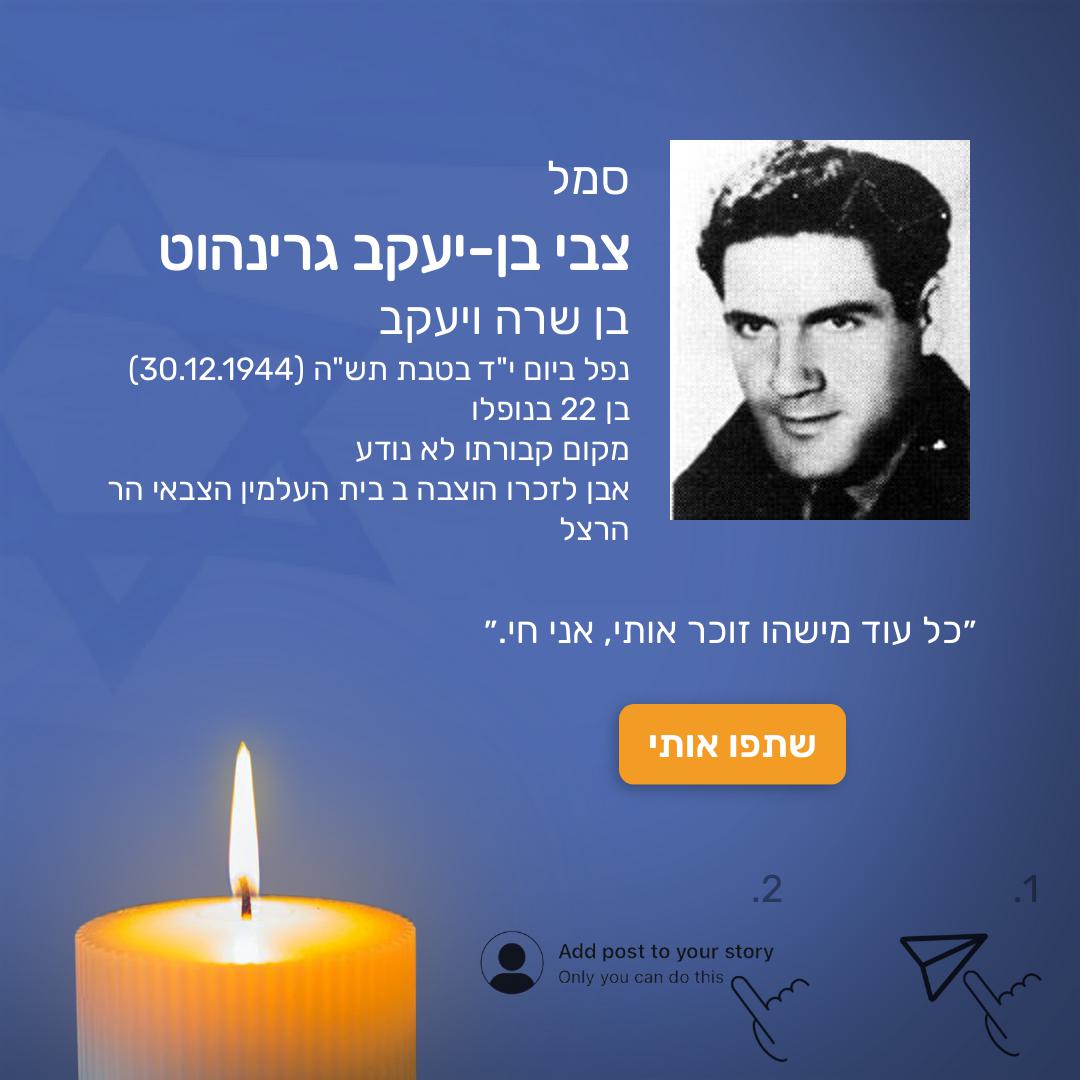 סמל
צבי בן-יעקב גרינהוט
בן שרה ויעקב
נפל ביום י"ד בטבת תש"ה (30.12.1944)
בן 22 בנופלו
מקום קבורתו לא נודע
אבן לזכרו הוצבה ב בית העלמין הצבאי הר
הרצל
״כל עוד מישהו זוכר אותי, אני חי.״
שתפו אותי
1.
2.
Add post to your story
Only you can do this